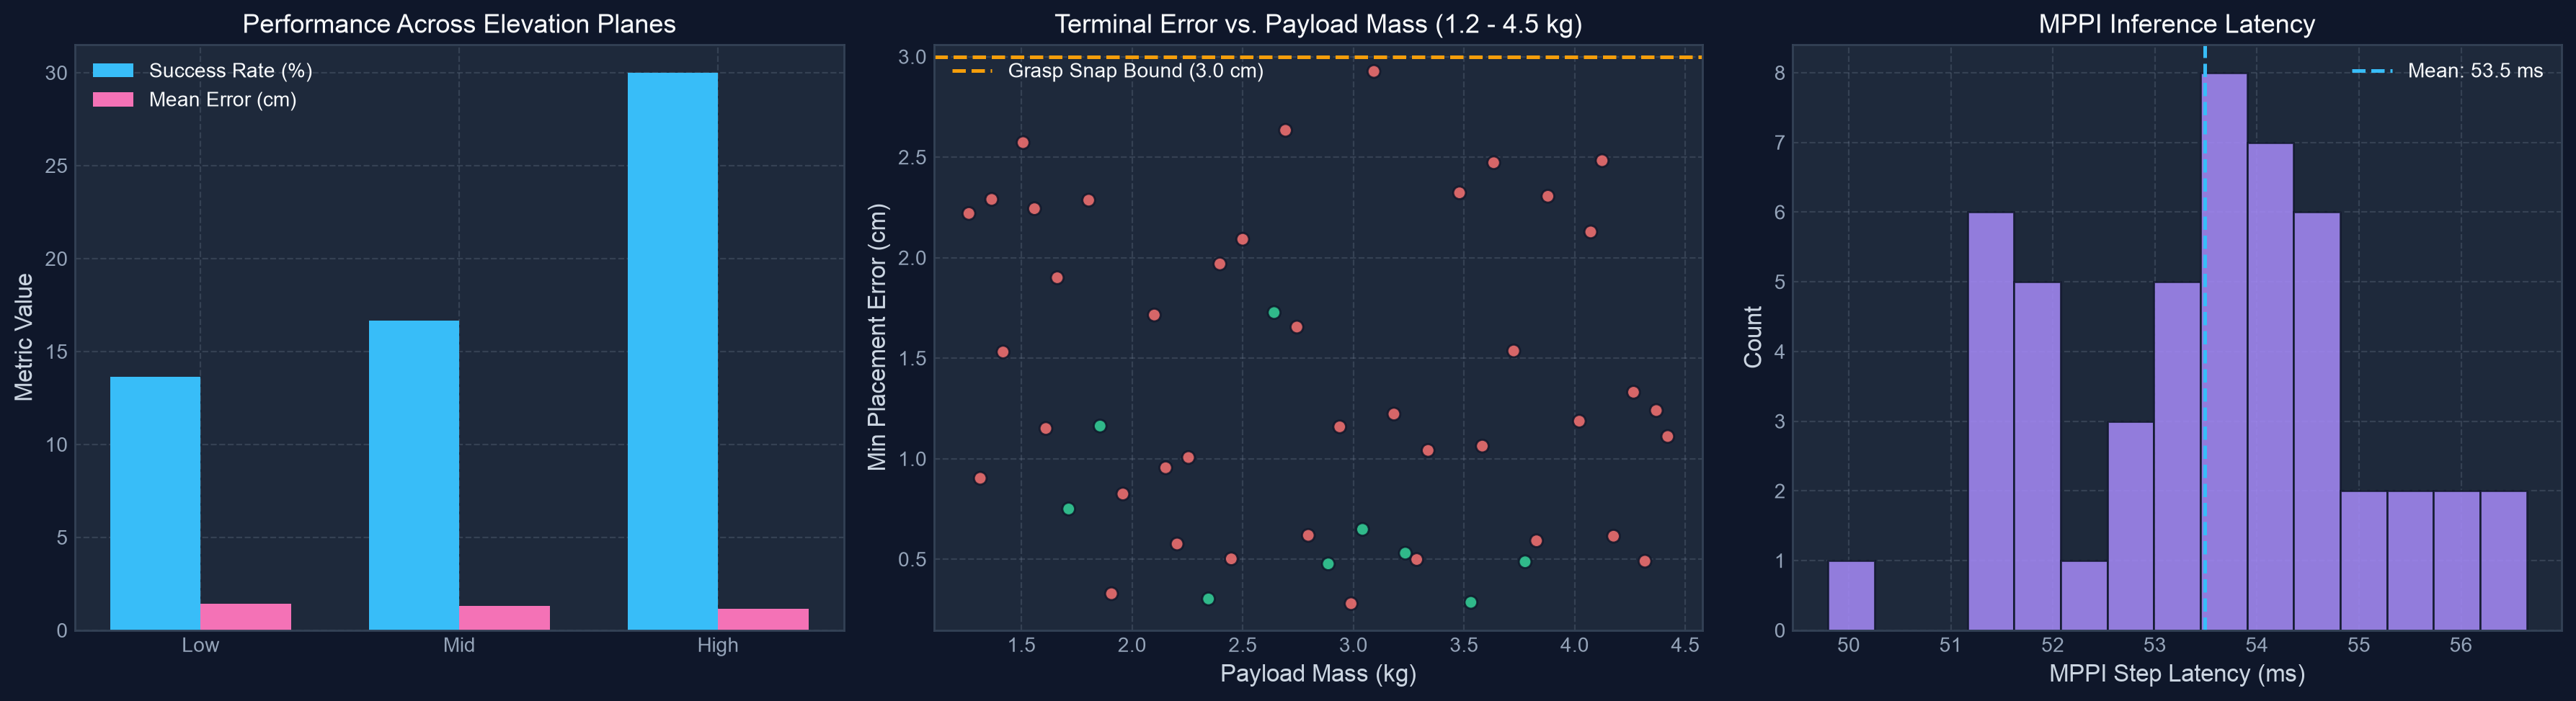 Performance Across Elevation Planes
Success Rate (%)
Mean Error (cm)
Metric Value
30
25
20
15
10
5
0
Low
Mid
High
Terminal Error vs. Payload Mass (1.2 - 4.5 kg)
Grasp Snap Bound (3.0 cm)
Min Placement Error (cm)
3.0
2.5
2.0
1.5
1.0
0.5
1.5
2.0
2.5
3.0
3.5
4.0
4.5
Payload Mass (kg)
MPPI Inference Latency
Mean: 53.5 ms
Count
8
7
6
5
4
3
2
1
0
50
51
52
53
54
55
56
MPPI Step Latency (ms)